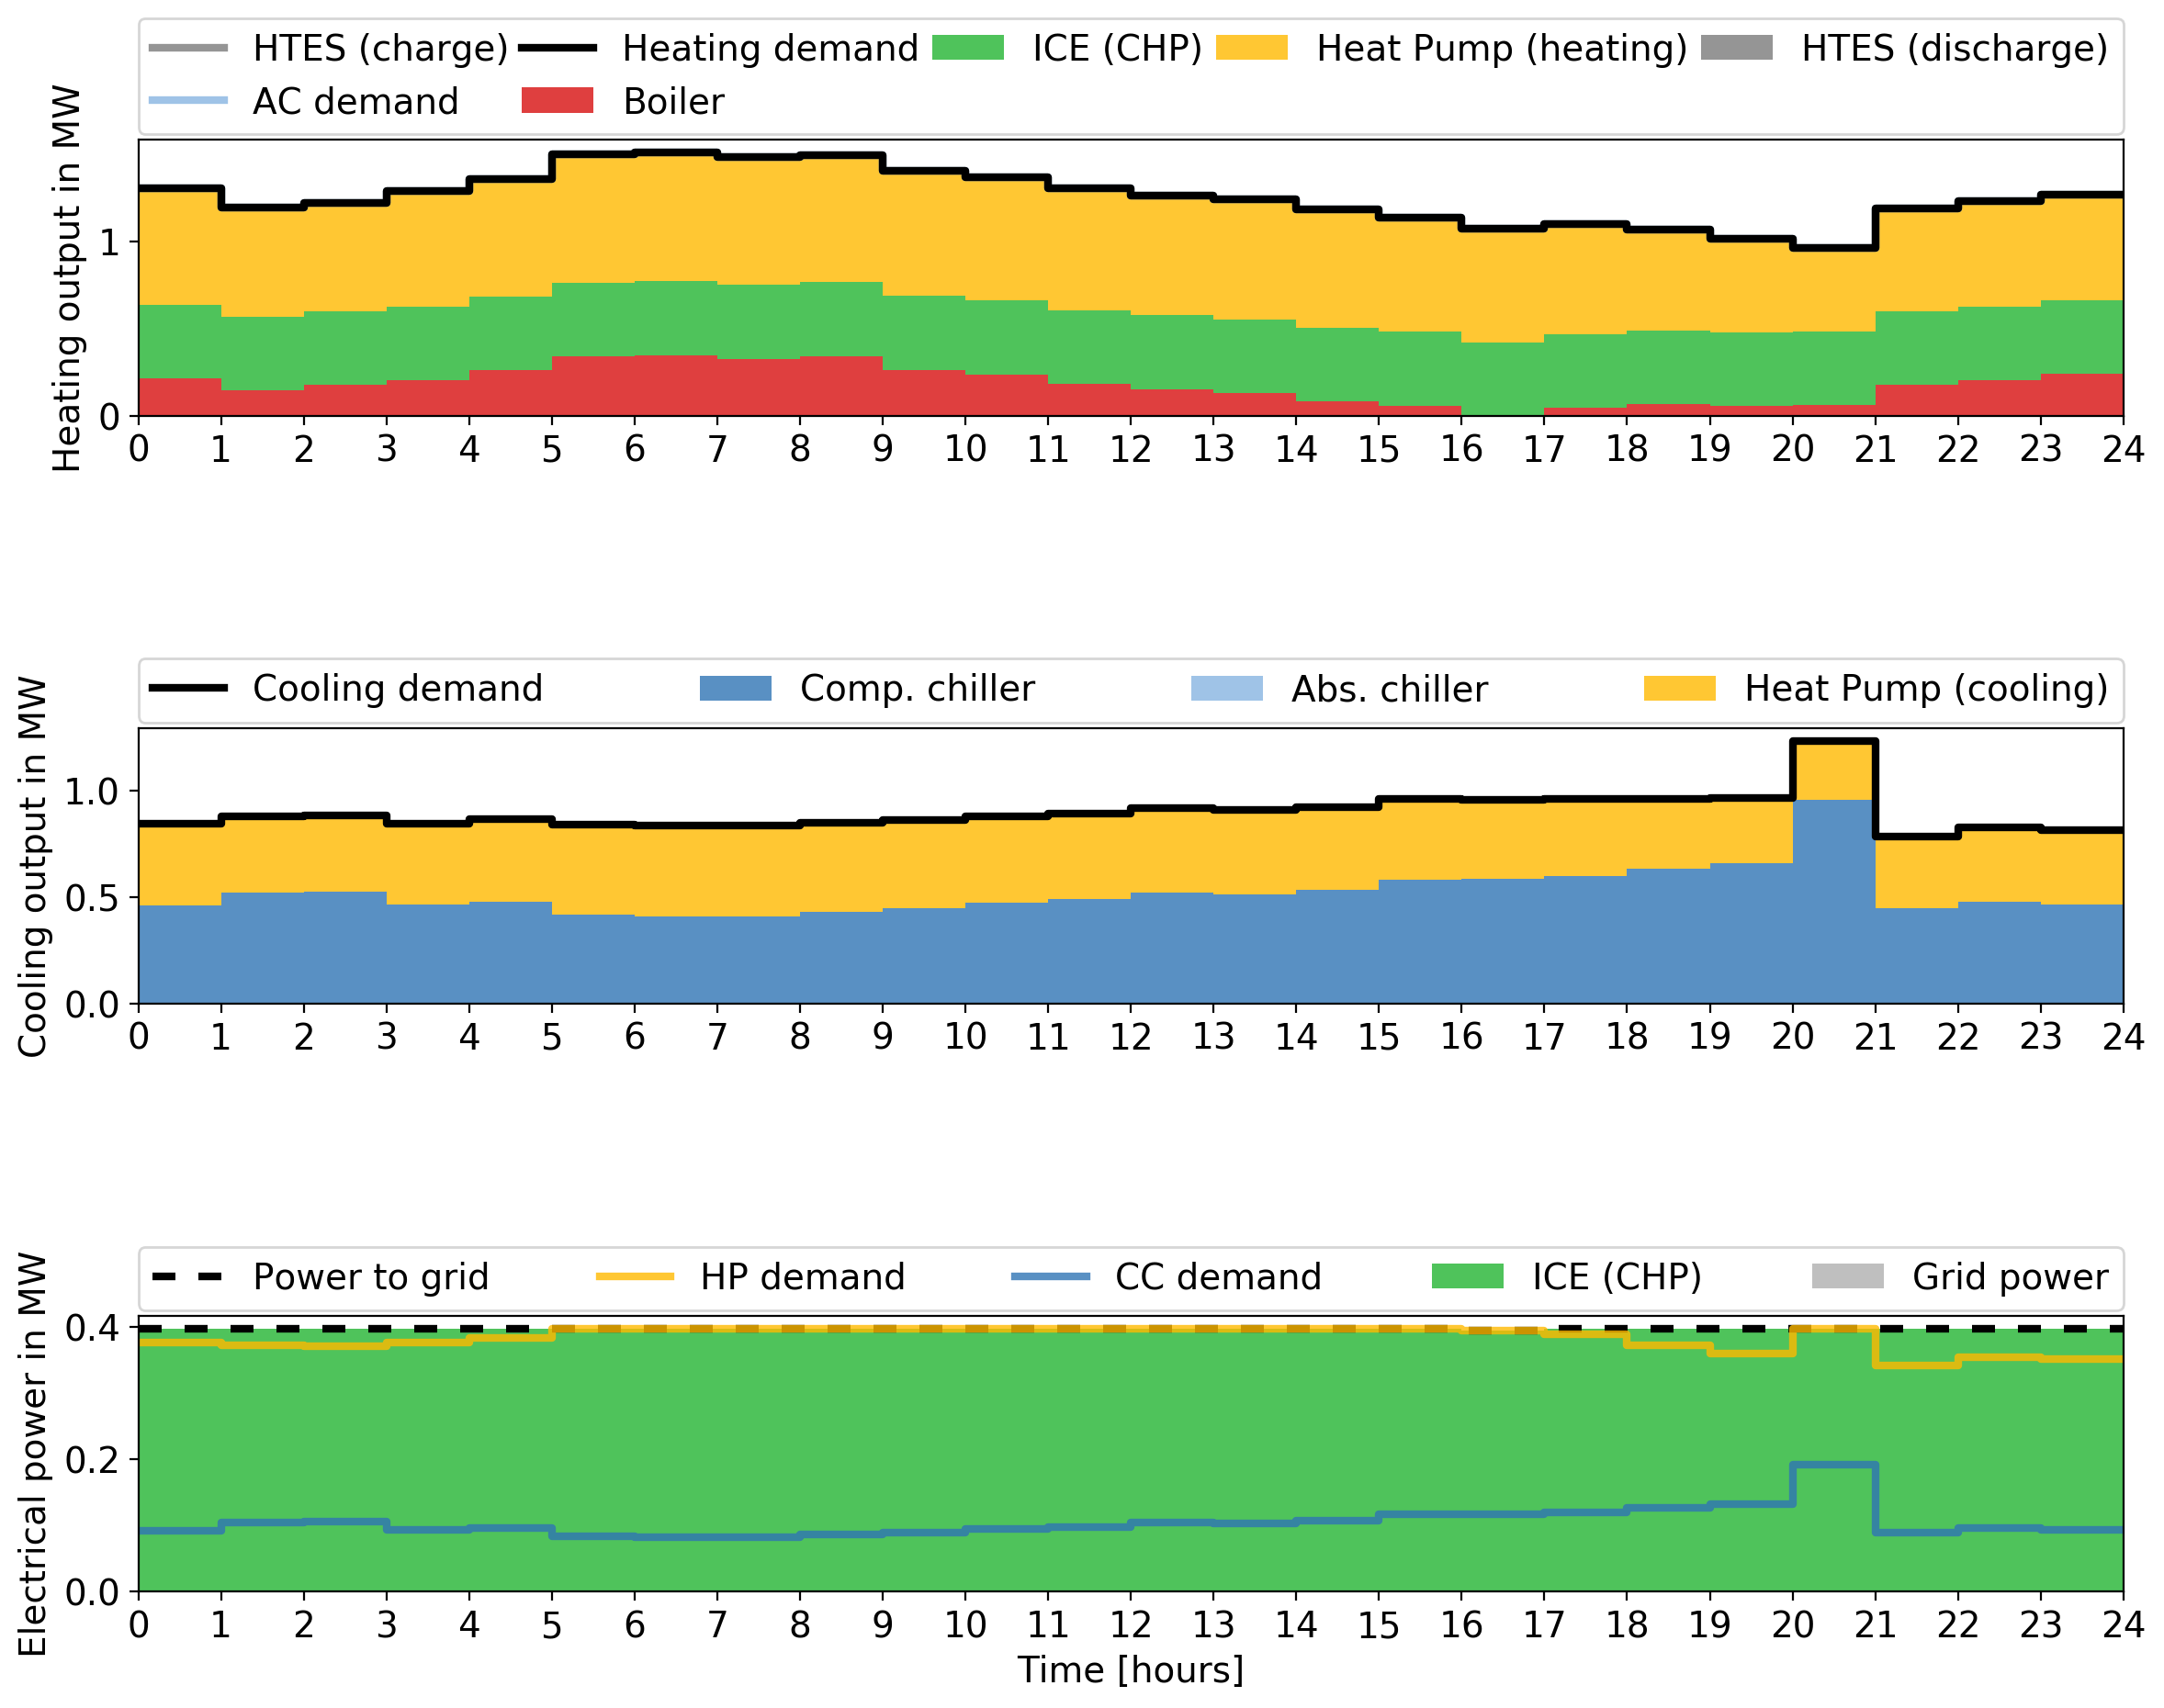 HTES (charge) Heating demand ICE (CHP) Heat Pump (heating) HTES (discharge)
AC demand Boiler
Heating output in MW
1
0
0 1 2 3 4 5 6 7 8 9 10 11 12 13 14 15 16 17 18 19 20 21 22 23 24
Cooling demand Comp. chiller Abs. chiller Heat Pump (cooling)
Cooling output in MW
1.0
0.5
0.0
0 1 2 3 4 5 6 7 8 9 10 11 12 13 14 15 16 17 18 19 20 21 22 23 24
Power to grid HP demand CC demand ICE (CHP) Grid power
Electrical power in MW
0.4
0.2
0.0
0 1 2 3 4 5 6 7 8 9 10 11 12 13 14 15 16 17 18 19 20 21 22 23 24
Time [hours]